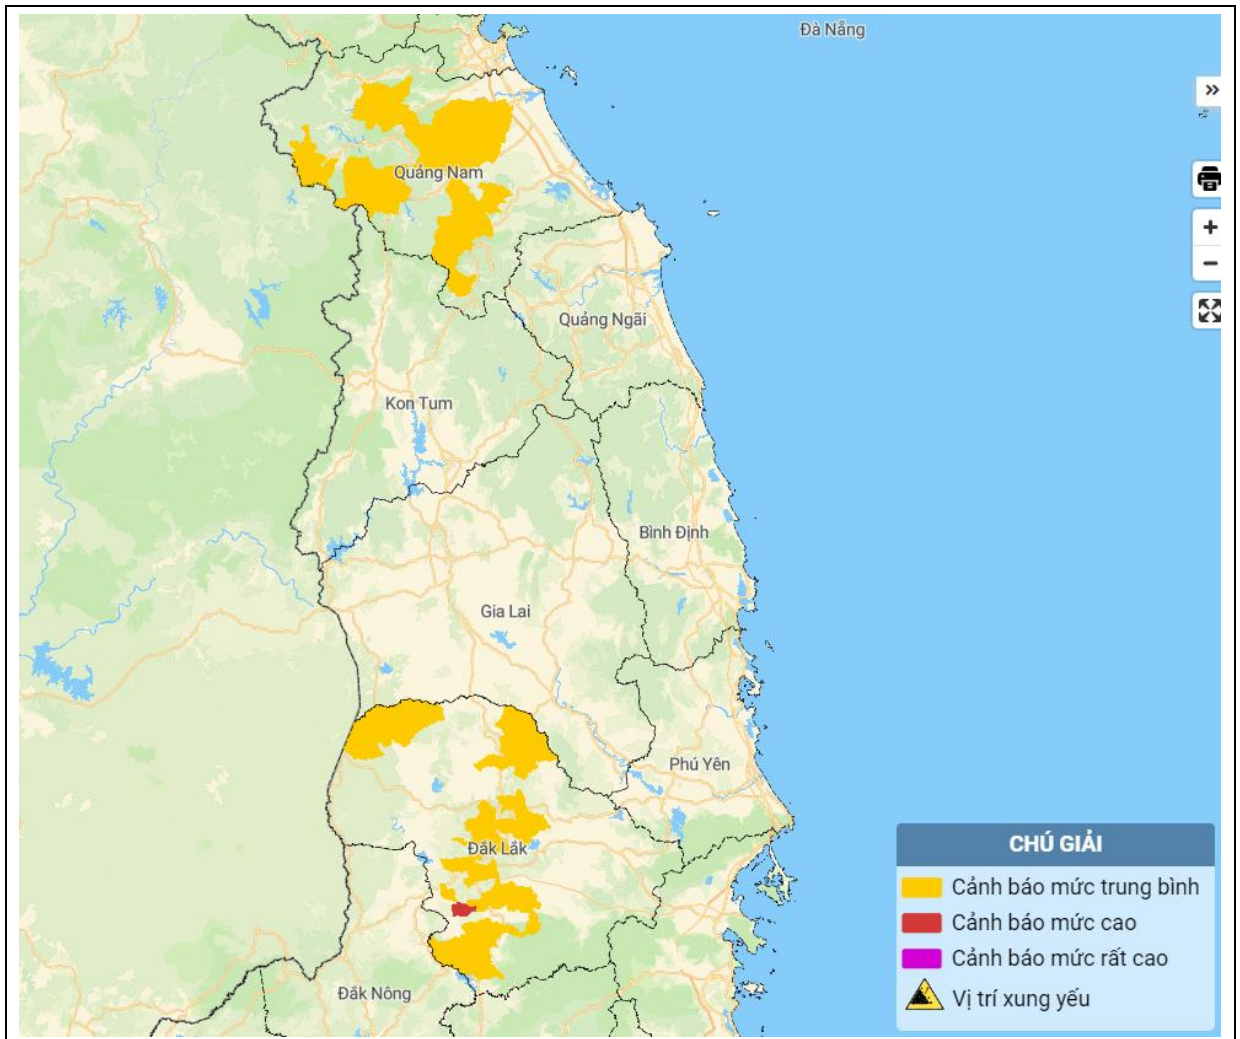 Đà Nẵng
»
Quảng Nam
+
−
Quảng Ngãi
Kon Tum
Bình Định
Gia Lai
Phú Yên
Đắk Lắk
Đắk Nông
CHÚ GIẢI
Cảnh báo mức trung bình
Cảnh báo mức cao
Cảnh báo mức rất cao
Vị trí xung yếu